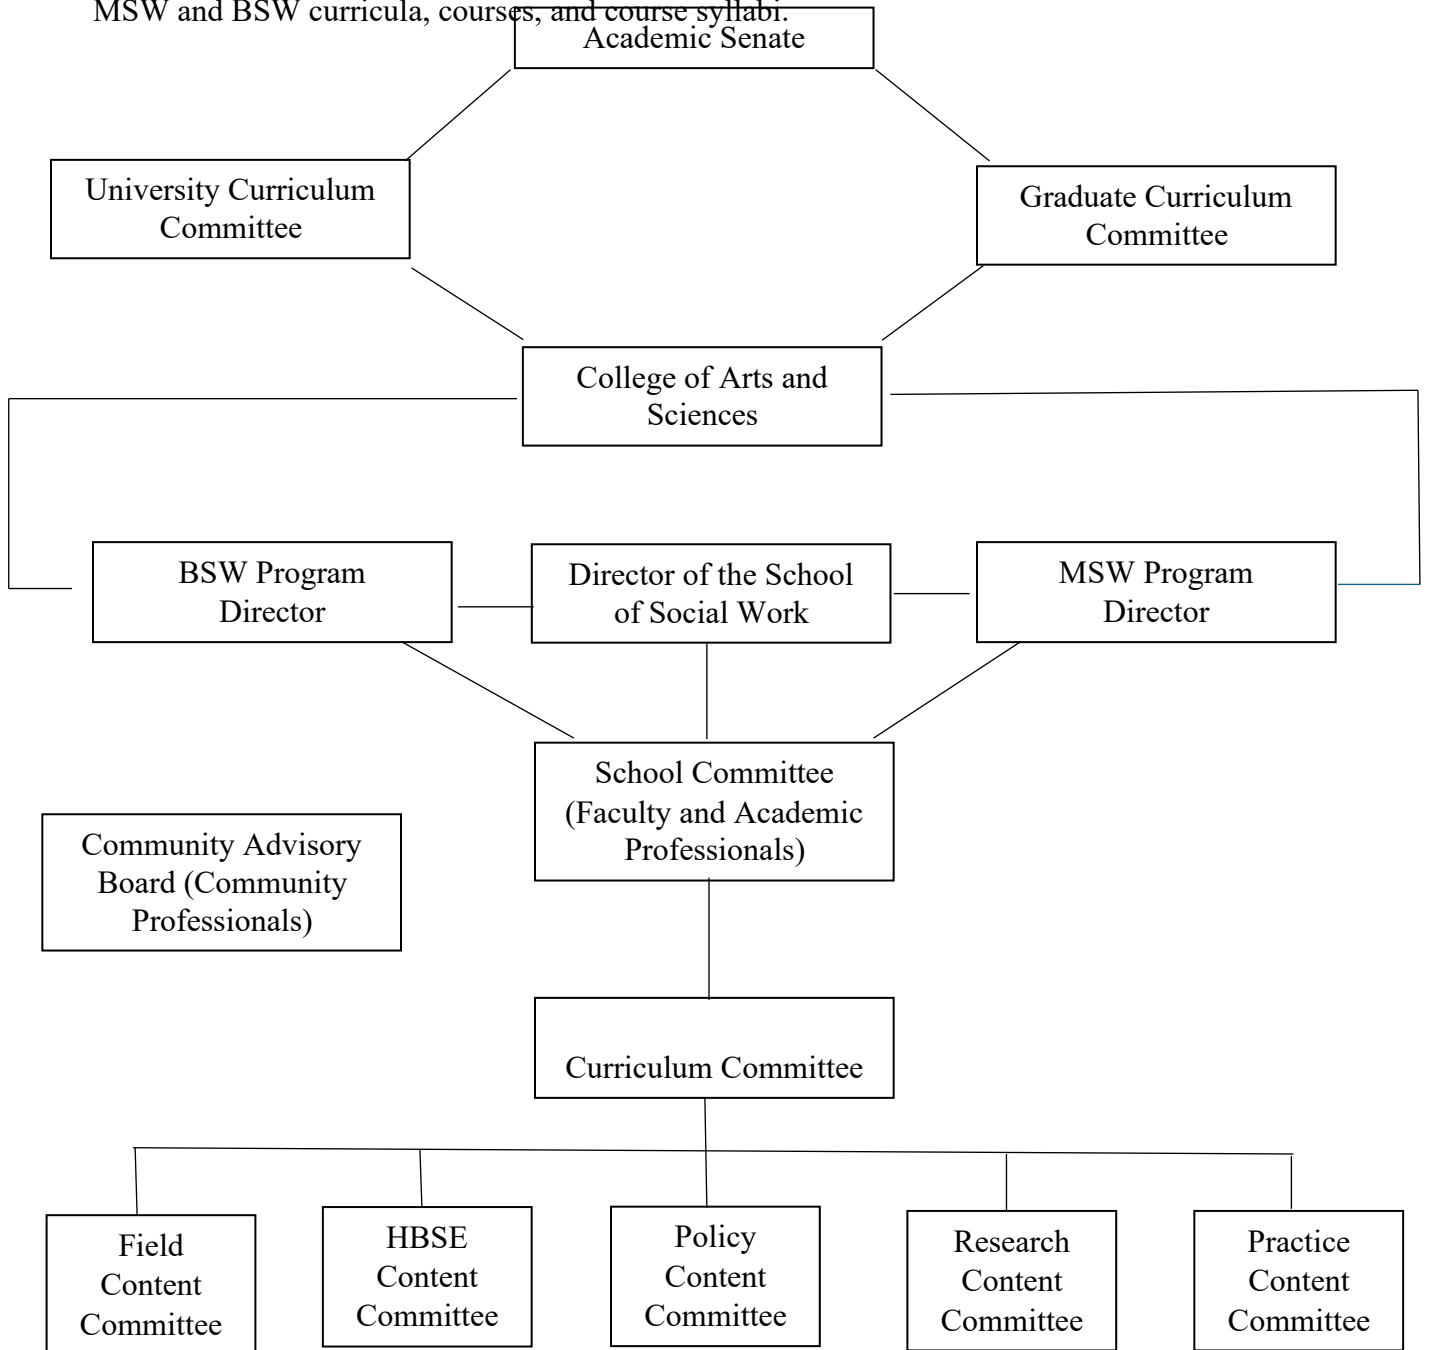 MSW and BSW curricula, courses, and course syllabi.
Academic Senate
University Curriculum
Committee
Graduate Curriculum
Committee
College of Arts and
Sciences
BSW Program
Director
Director of the School
of Social Work
MSW Program
Director
School Committee
(Faculty and Academic
Professionals)
Community Advisory
Board (Community
Professionals)
Curriculum Committee
Field
Content
Committee
HBSE
Content
Committee
Policy
Content
Committee
Research
Content
Committee
Practice
Content
Committee